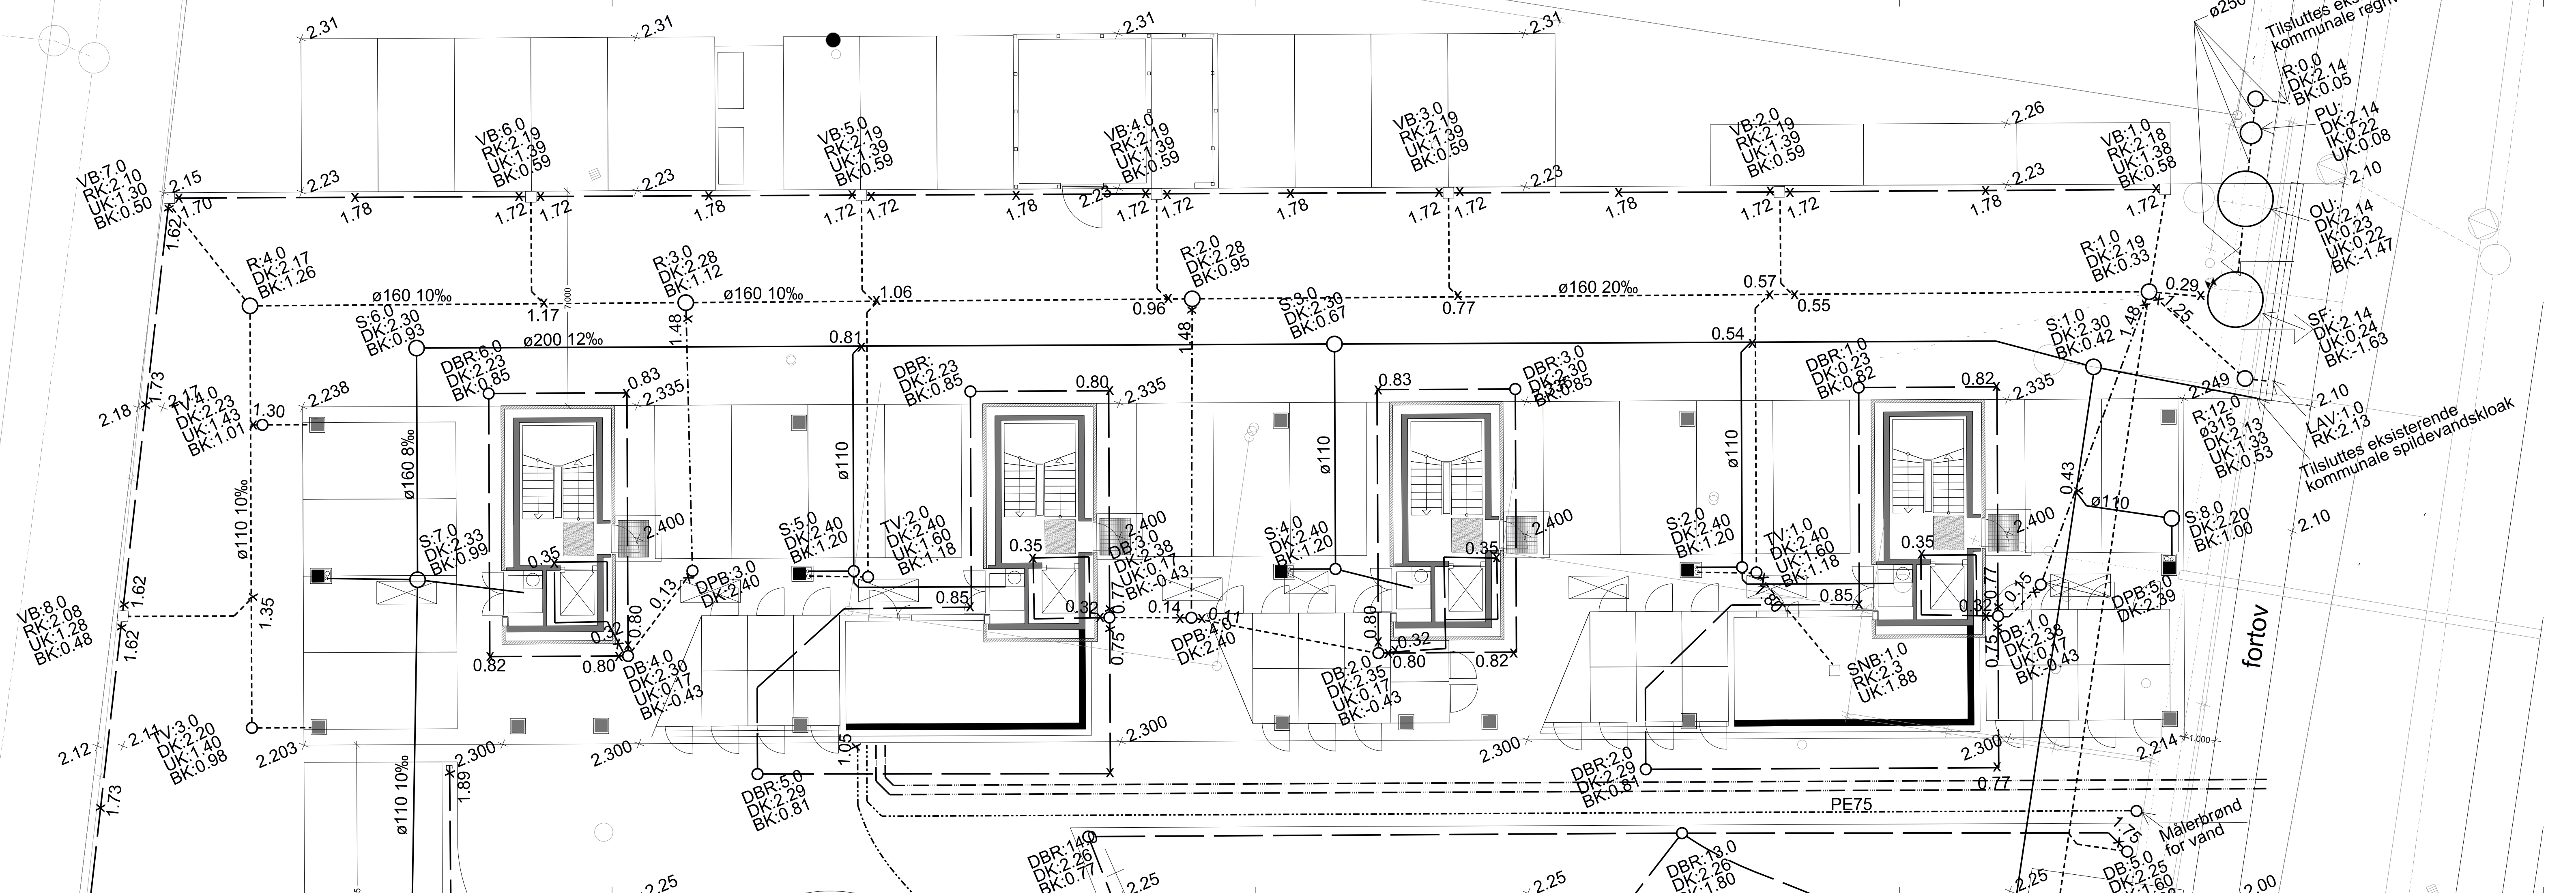 2.31
2.31
2.31
2.31
ø250
Tilsluttes
kommunale
R:0.0
DK:2.14
BK:0.05
PU:
DK:2.14
IK:0.22
UK:0.08
2.10
OU:
DK:2.14
IK:0.23
UK:0.22
BK:-1.47
SF:
DK:2.14
UK:0.24
BK:-1.63
VB:7.0
RK:2.10
UK:1.30
BK:0.50
2.15
1.70
1.62
2.23
1.78
VB:6.0
RK:2.19
UK:1.39
BK:0.59
1.72
1.72
2.23
1.78
VB:5.0
RK:2.19
UK:1.39
BK:0.59
1.72
1.72
1.78
2.23
VB:4.0
RK:2.19
UK:1.39
BK:0.59
1.72
1.72
1.78
VB:3.0
RK:2.19
UK:1.39
BK:0.59
1.72
1.72
2.23
1.78
VB:2.0
RK:2.19
UK:1.39
BK:0.59
1.72
1.72
2.26
2.23
1.78
VB:1.0
RK:2.18
UK:1.38
BK:0.58
1.72
R:4.0
DK:2.17
BK:1.26
ø160 10‰
1.17
7.000
R:3.0
DK:2.28
BK:1.12
1.48
ø160 10‰
1.06
0.96
R:2.0
DK:2.28
BK:0.95
1.48
0.77
ø160 20‰
0.57
0.55
R:1.0
DK:2.19
BK:0.33
0.29
1.25
1.48
S:6.0
DK:2.30
BK:0.93
ø200 12‰
0.81
S:3.0
DK:2.30
BK:0.67
0.54
S:1.0
DK:2.30
BK:0.42
1.73
2.18
2.17
TV:4.0
DK:2.23
UK:1.43
BK:1.01
1.30
2.238
DBR:6.0
DK:2.23
BK:0.85
0.83
2.335
DBR:
DK:2.23
BK:0.85
0.80
2.335
0.83
DBR:3.0
DK:2.30
BK:0.85
DBR:1.0
DK:0.23
BK:0.82
0.82
2.335
2.249
2.10
LAV:1.0
RK:2.13
R:12.0
ø315
DK:2.13
UK:1.33
BK:0.53
Tilsluttes eksisterende
kommunale spildevandskloak
ø160 8‰
ø110
ø110
ø110
0.43
ø110
ø110 10‰
S:7.0
DK:2.33
BK:0.99
0.35
2.400
S:5.0
DK:2.40
BK:1.20
TV:2.0
DK:2.40
UK:1.60
BK:1.18
0.35
2.400
DB:3.0
DK:2.38
UK:0.17
BK:-0.43
S:4.0
DK:2.40
BK:1.20
0.35
2.400
S:2.0
DK:2.40
BK:1.20
TV:1.0
DK:2.40
UK:1.60
BK:1.18
0.35
2.400
S:8.0
DK:2.20
BK:1.00
2.10
VB:8.0
RK:2.08
UK:1.28
BK:0.48
1.62
1.62
1.35
0.82
0.32
0.80
0.80
0.13
DPB:3.0
DK:2.40
DB:4.0
DK:2.30
UK:0.17
BK:-0.43
0.85
0.32
0.77
0.75
0.14
0.11
DPB:4.0
DK:2.40
0.80
0.32
0.80
0.82
DB:2.0
DK:2.35
UK:0.17
BK:-0.43
1.80
0.85
SNB:1.0
RK:2.3
UK:1.88
0.32
0.77
0.75
0.15
DB:1.0
DK:2.38
UK:0.17
BK:-0.43
DPB:5.0
DK:2.39
fortov
2.12
2.11
TV:3.0
DK:2.20
UK:1.40
BK:0.98
2.203
2.300
2.300
1.05
2.300
2.300
2.300
2.214
1.000
1.73
ø110 10‰
1.89
DBR:5.0
DK:2.29
BK:0.81
DBR:2.0
DK:2.29
BK:0.81
0.77
PE75
Målerbrønd
for vand
1.75
DB:5.0
DK:2.25
DBR:14.0
DK:2.26
BK:0.77
DBR:13.0
DK:2.26
BK:1.80
2.25
2.25
2.25
2.25
2.00